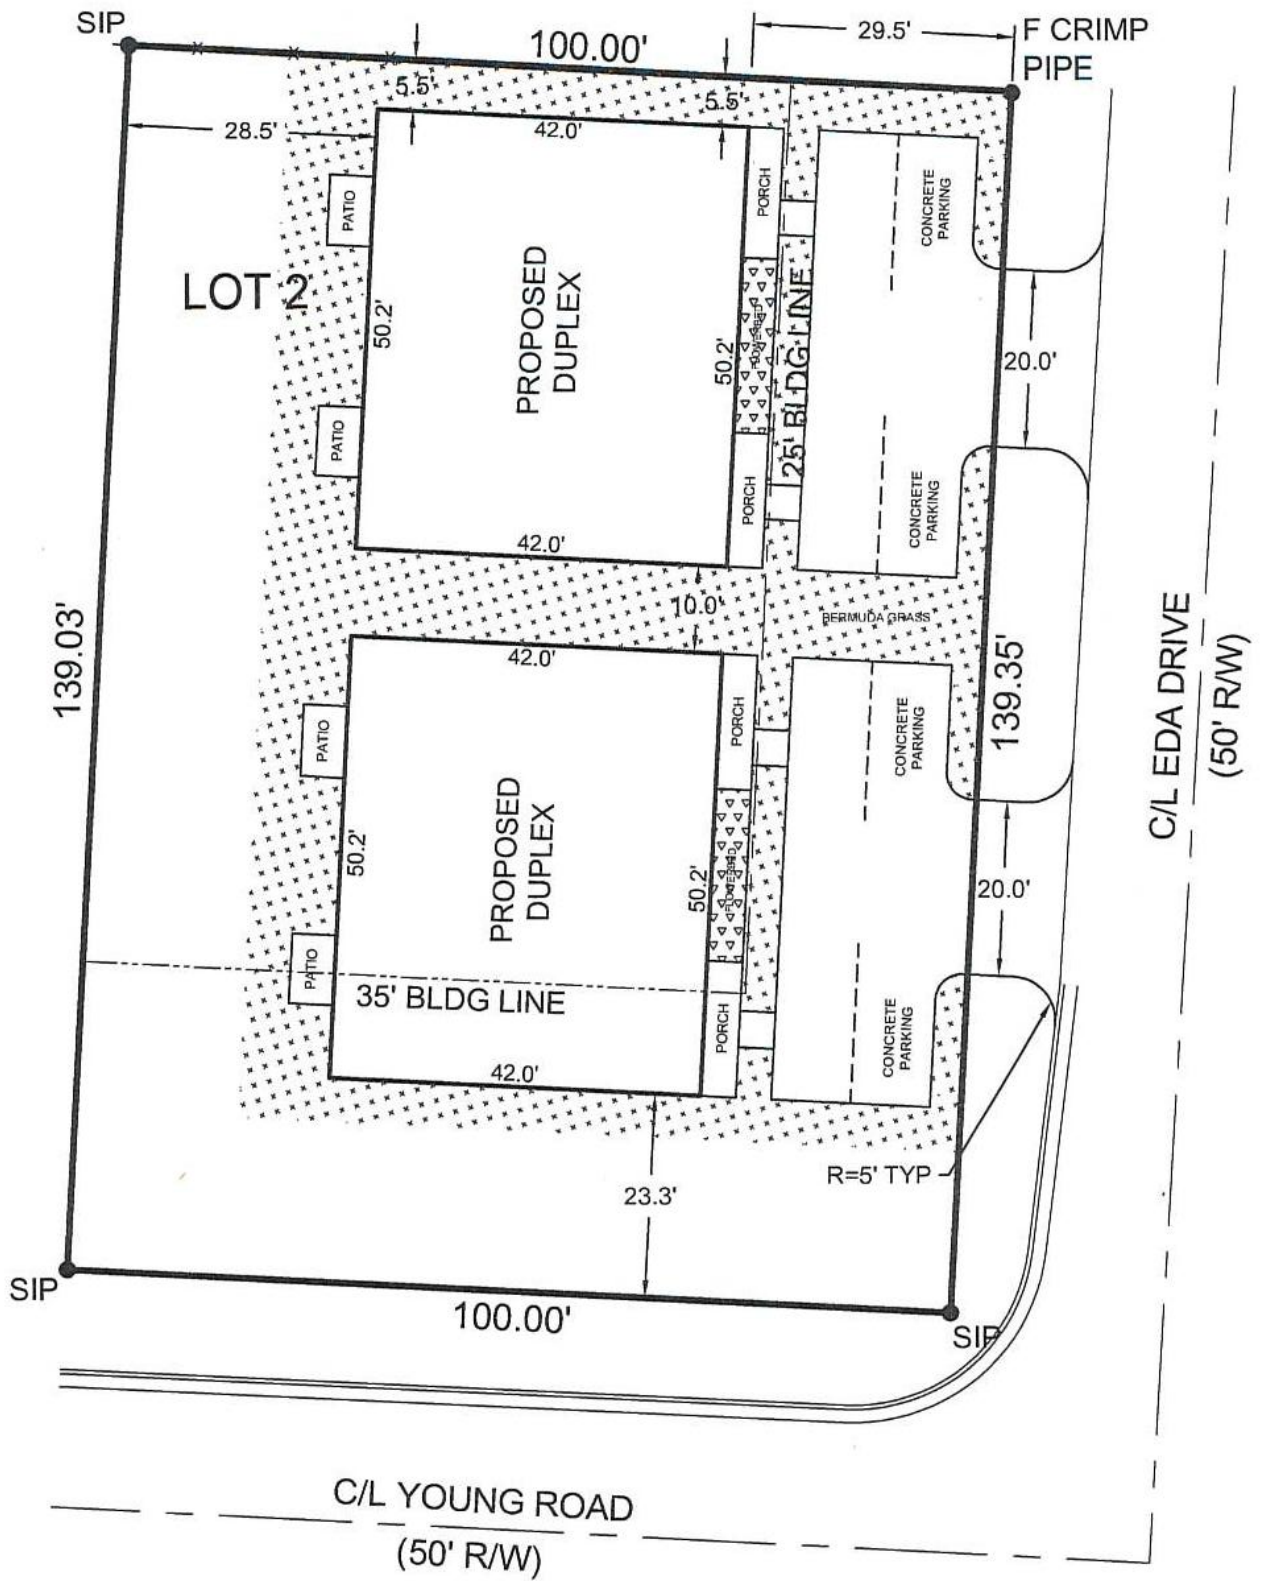 SIP
100.00'
29.5'
F CRIMP
PIPE
5.5'
5.5'
28.5'
42.0'
PATIO
PORCH
CONCRETE
PARKING
LOT 2
50.2'
PROPOSED
DUPLEX
50.2'
FLOWERBED
25' BLDG LINE
20.0'
PATIO
PORCH
CONCRETE
PARKING
42.0'
10.0'
BERMUDA GRASS
139.03'
42.0'
139.35'
C/L EDA DRIVE
(50' R/W)
PATIO
PORCH
CONCRETE
PARKING
50.2'
PROPOSED
DUPLEX
50.2'
FLOWERBED
20.0'
PATIO
35' BLDG LINE
PORCH
CONCRETE
PARKING
42.0'
R=5' TYP
23.3'
SIP
100.00'
SIP
C/L YOUNG ROAD
(50' R/W)